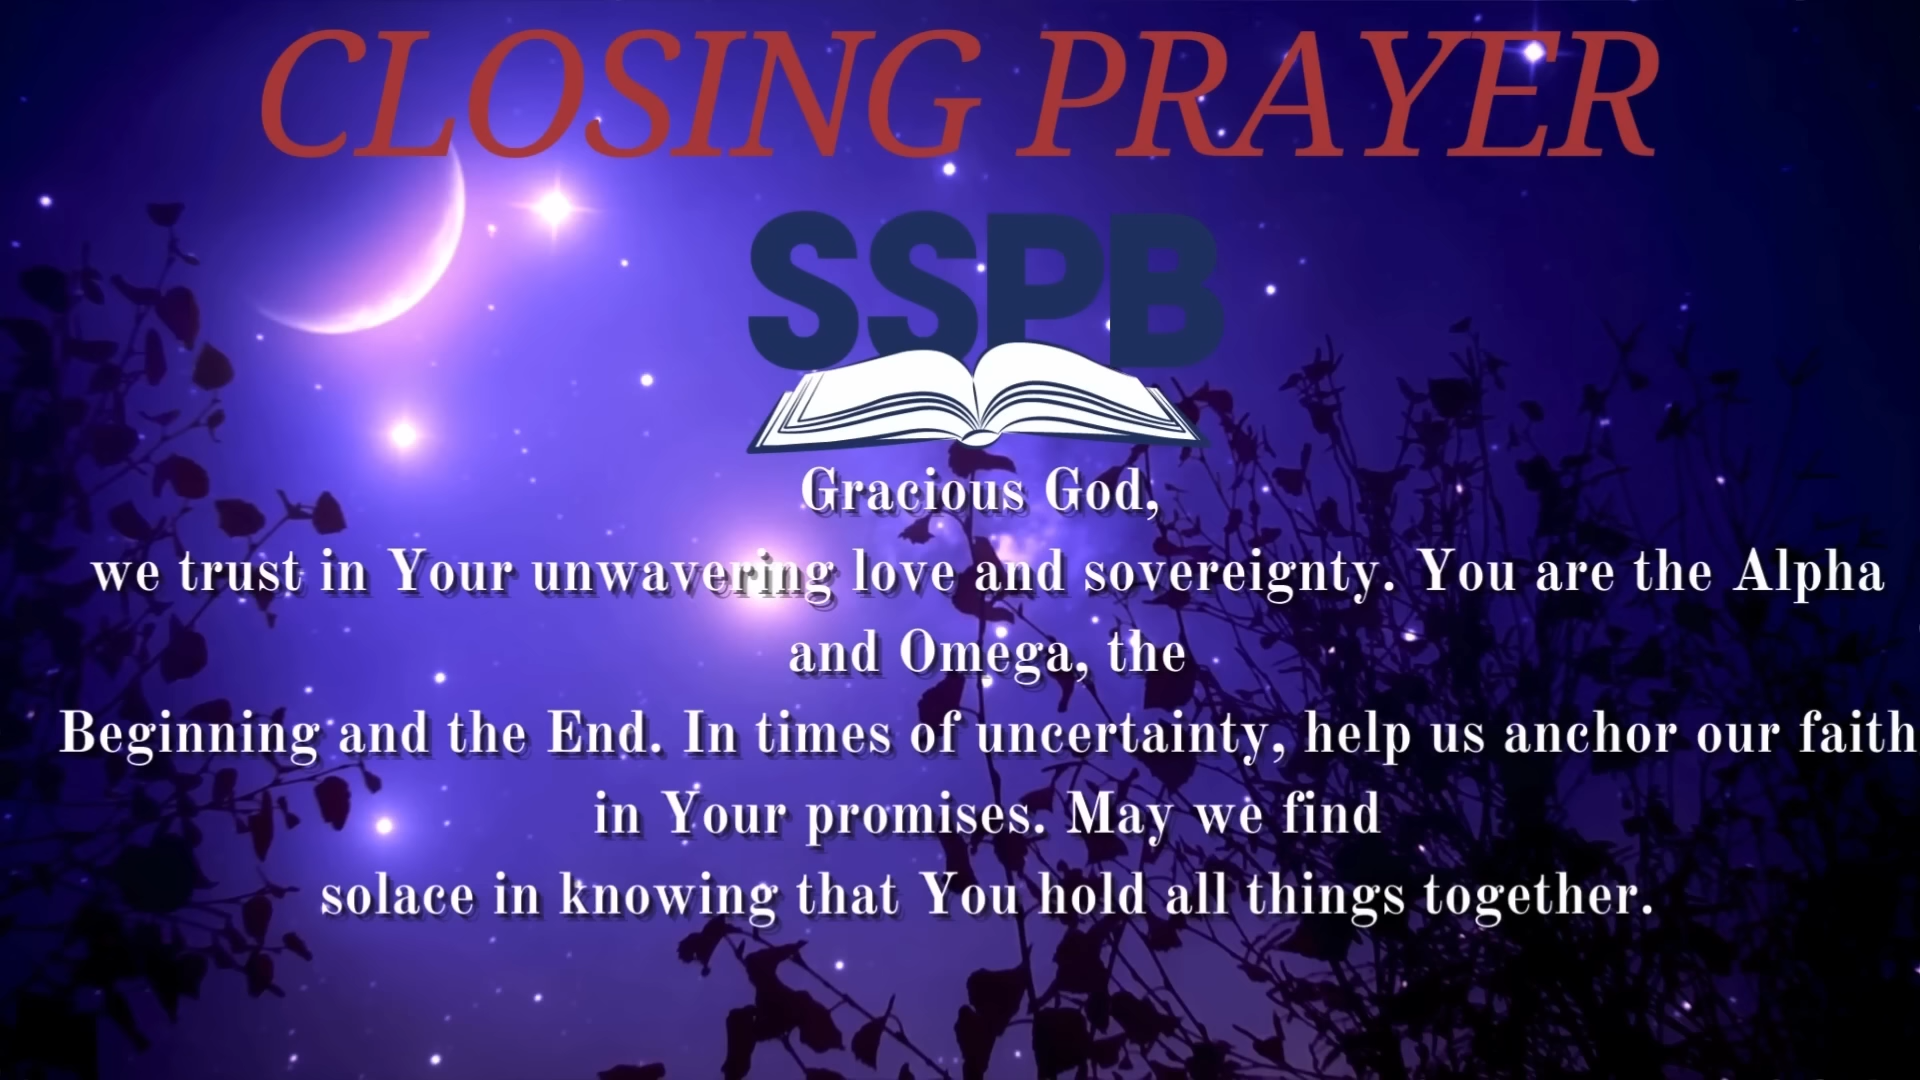 CLOSING PRAYER
SSPB
Gracious God,
we trust in Your unwavering love and sovereignty. You are the Alpha
and Omega, the
Beginning and the End. In times of uncertainty, help us anchor our faith
in Your promises. May we find
solace in knowing that You hold all things together.